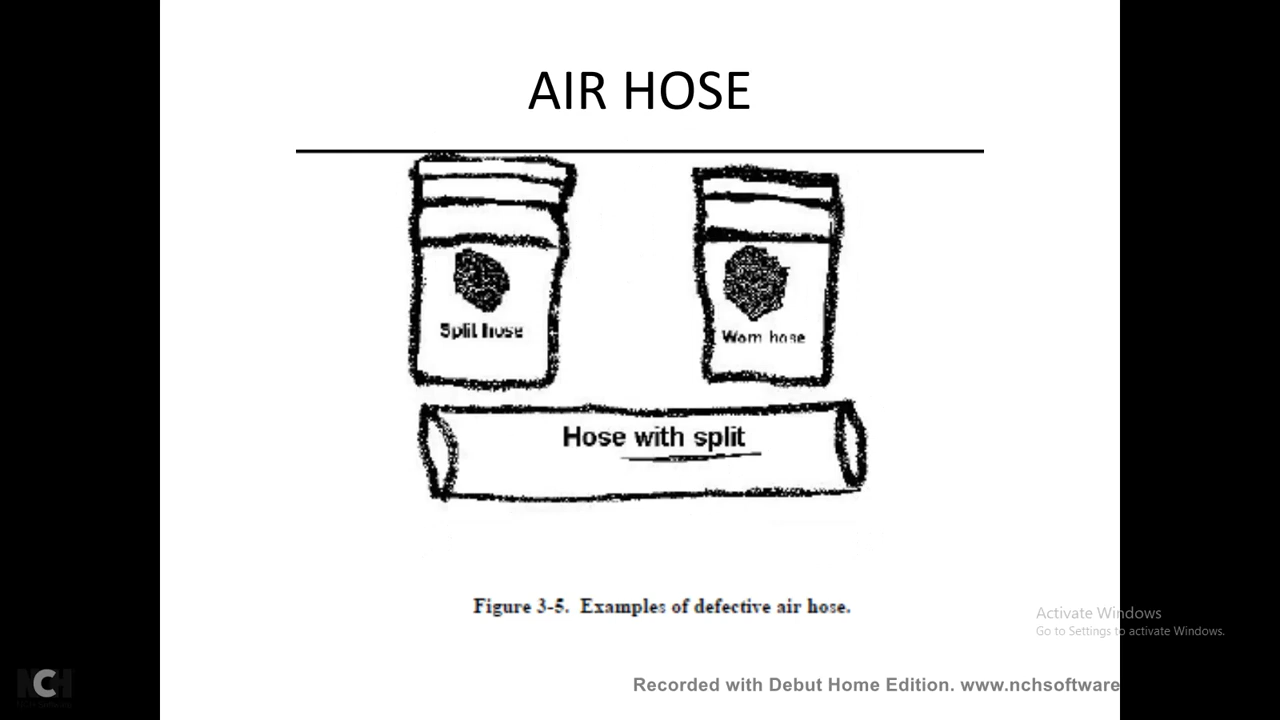 AIR HOSE
Split hose
Worn hose
Hose with split
Figure 3-5. Examples of defective air hose.
Activate Windows
Go to Settings to activate Windows.
NCH
Recorded with Debut Home Edition. www.nchsoftware